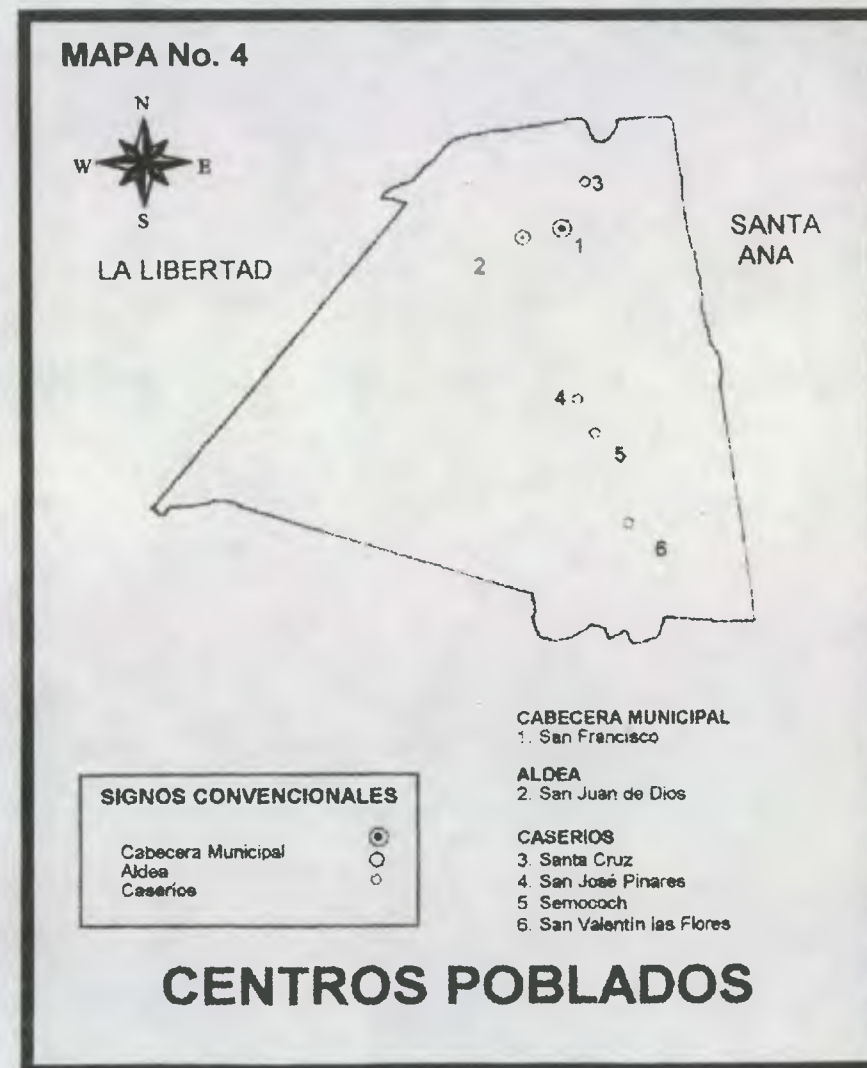 MAPA No. 4
N
W E
S
LA LIBERTAD
SANTA
ANA
3
1
2
4
5
6
CABECERA MUNICIPAL
1. San Francisco
ALDEA
2. San Juan de Dios
CASERIOS
3. Santa Cruz
4. San José Pinares
5 Semococh
6. San Valentín las Flores
SIGNOS CONVENCIONALES
Cabecera Municipal
Aldea
Caseríos
CENTROS POBLADOS